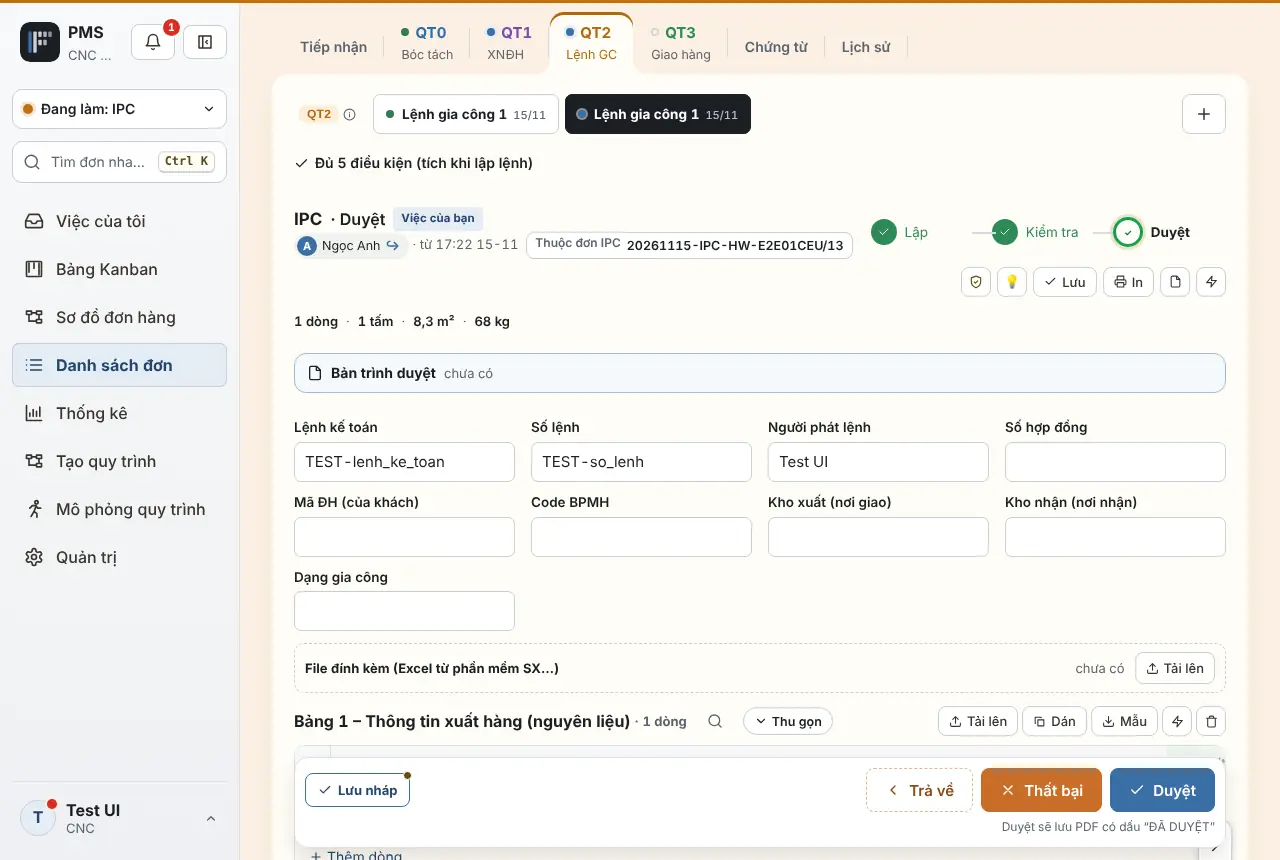 PMS
CNC ...
1
Đang làm: IPC
Tìm đơn nha... Ctrl K
Việc của tôi
Bảng Kanban
Sơ đồ đơn hàng
Danh sách đơn
Thống kê
Tạo quy trình
Mô phỏng quy trình
Quản trị
T
Test UI
CNC
Tiếp nhận
QT0
Bóc tách
QT1
XNĐH
QT2
Lệnh GC
QT3
Giao hàng
Chứng từ
Lịch sử
QT2
Lệnh gia công 1 15/11
Lệnh gia công 1 15/11
Đủ 5 điều kiện (tích khi lập lệnh)
IPC · Duyệt Việc của bạn
A Ngọc Anh · từ 17:22 15-11 Thuộc đơn IPC 20261115-IPC-HW-E2E01CEU/13
Lập
Kiểm tra
Duyệt
Lưu
In
1 dòng · 1 tấm · 8,3 m² · 68 kg
Bản trình duyệt chưa có
Lệnh kế toán
TEST-lenh_ke_toan
Số lệnh
TEST-so_lenh
Người phát lệnh
Test UI
Số hợp đồng
Mã ĐH (của khách)
Code BPMH
Kho xuất (nơi giao)
Kho nhận (nơi nhận)
Dạng gia công
File đính kèm (Excel từ phần mềm SX...) chưa có Tải lên
Bảng 1 – Thông tin xuất hàng (nguyên liệu) · 1 dòng Thu gọn Tải lên Dán Mẫu
Lưu nháp
Trả về
Thất bại
Duyệt
Duyệt sẽ lưu PDF có dấu “ĐÃ DUYỆT”
+ Thêm dòng